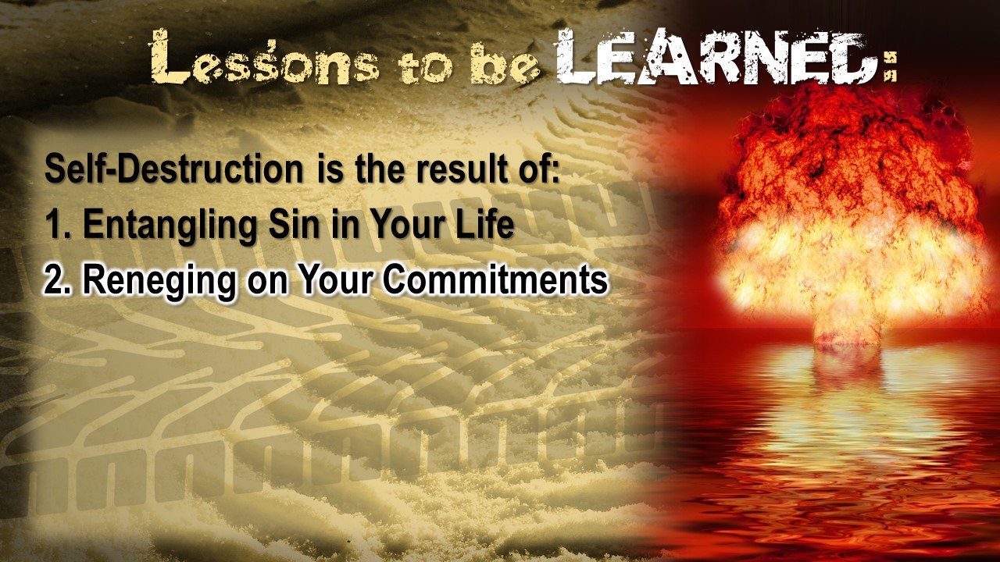 Lessons to be LEARNED:
Self-Destruction is the result of:
1. Entangling Sin in Your Life
2. Reneging on Your Commitments